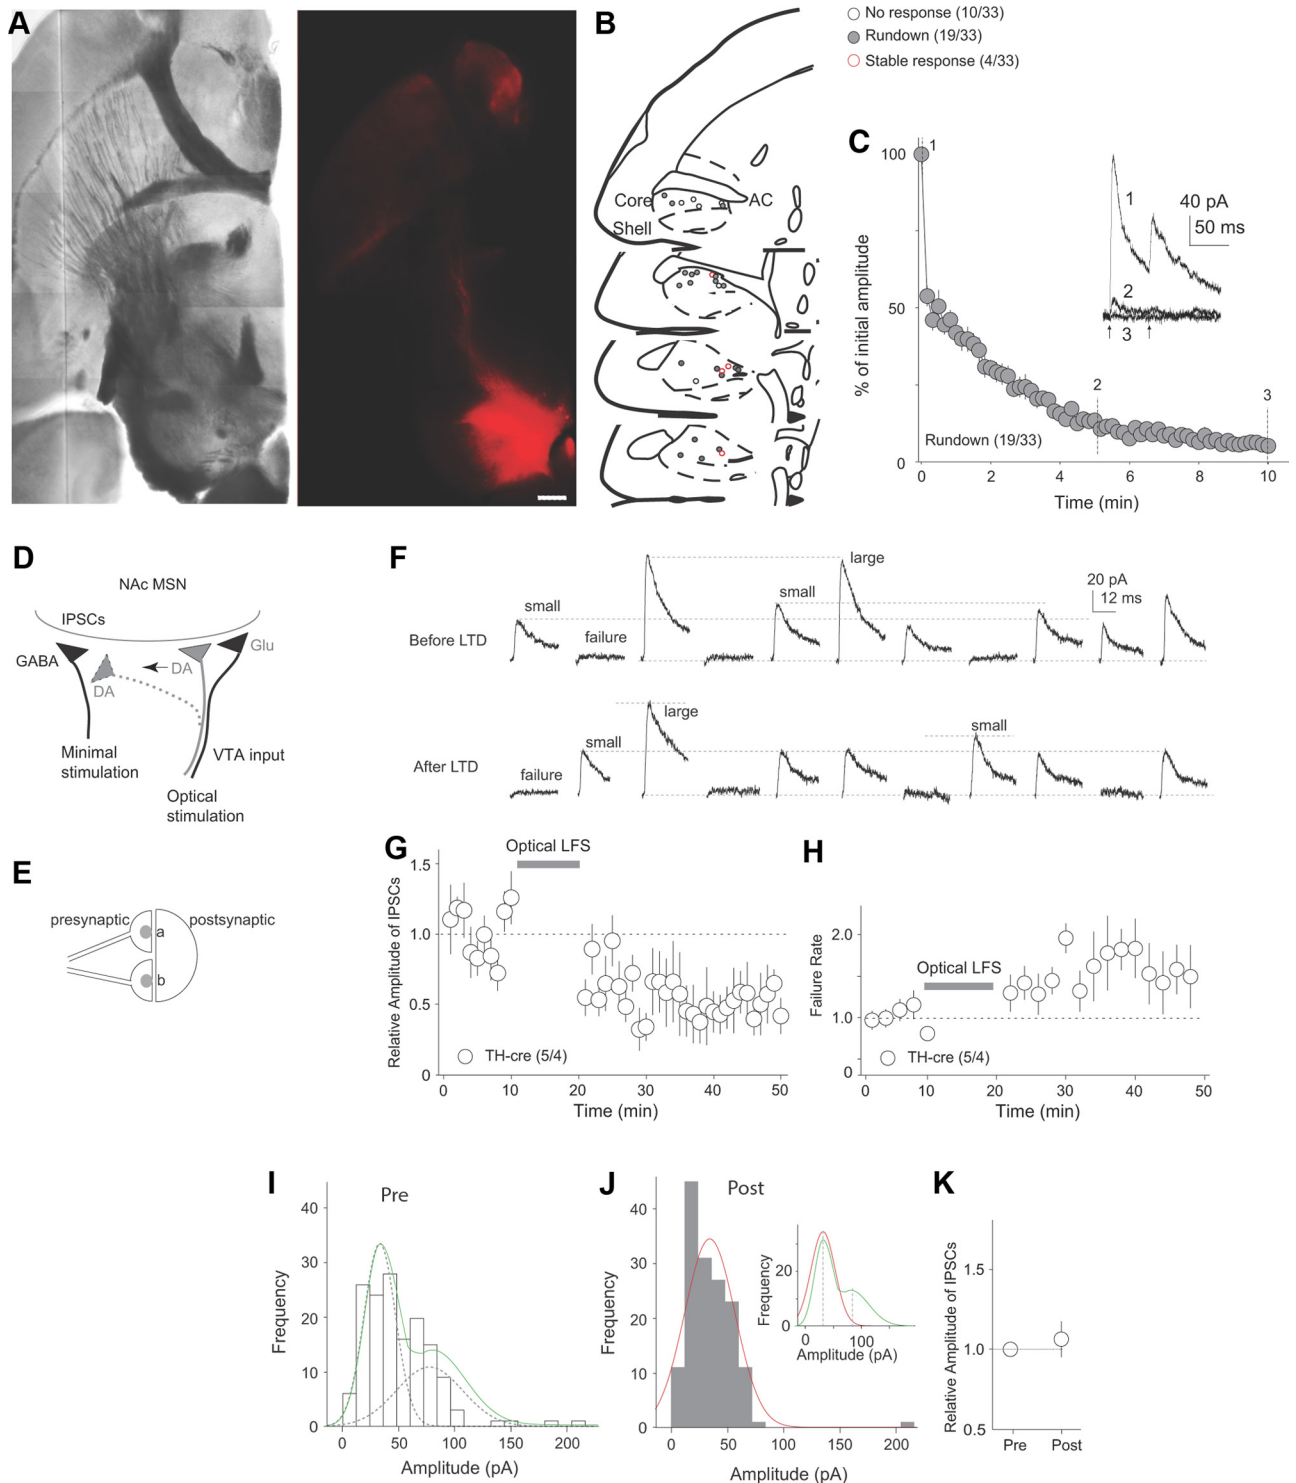 A
B
No response (10/33)
Rundown (19/33)
Stable response (4/33)
Core
AC
Shell
C
% of initial amplitude
100
50
0
1
2
3
1
2
3
40 pA
50 ms
Rundown (19/33)
0
2
4
6
8
10
Time (min)
D
NAc MSN
IPSCs
GABA
DA
DA
Glu
Minimal
stimulation
VTA input
Optical
stimulation
E
presynaptic
postsynaptic
a
b
F
Before LTD
small
failure
small
large
20 pA
12 ms
After LTD
failure
small
large
small
G
Relative Amplitude of IPSCs
1.5
1.0
0.5
0
Optical LFS
TH-cre (5/4)
0
10
20
30
40
50
Time (min)
H
Failure Rate
2.0
1.0
0
Optical LFS
TH-cre (5/4)
0
10
20
30
40
50
Time (min)
I
Pre
Frequency
40
30
20
10
0
0
50
100
150
200
Amplitude (pA)
J
Post
Frequency
40
30
20
10
0
0
50
100
150
200
Amplitude (pA)
Frequency
20
0
0
100
Amplitude (pA)
K
Relative Amplitude of IPSCs
1.5
1.0
0.5
Pre
Post